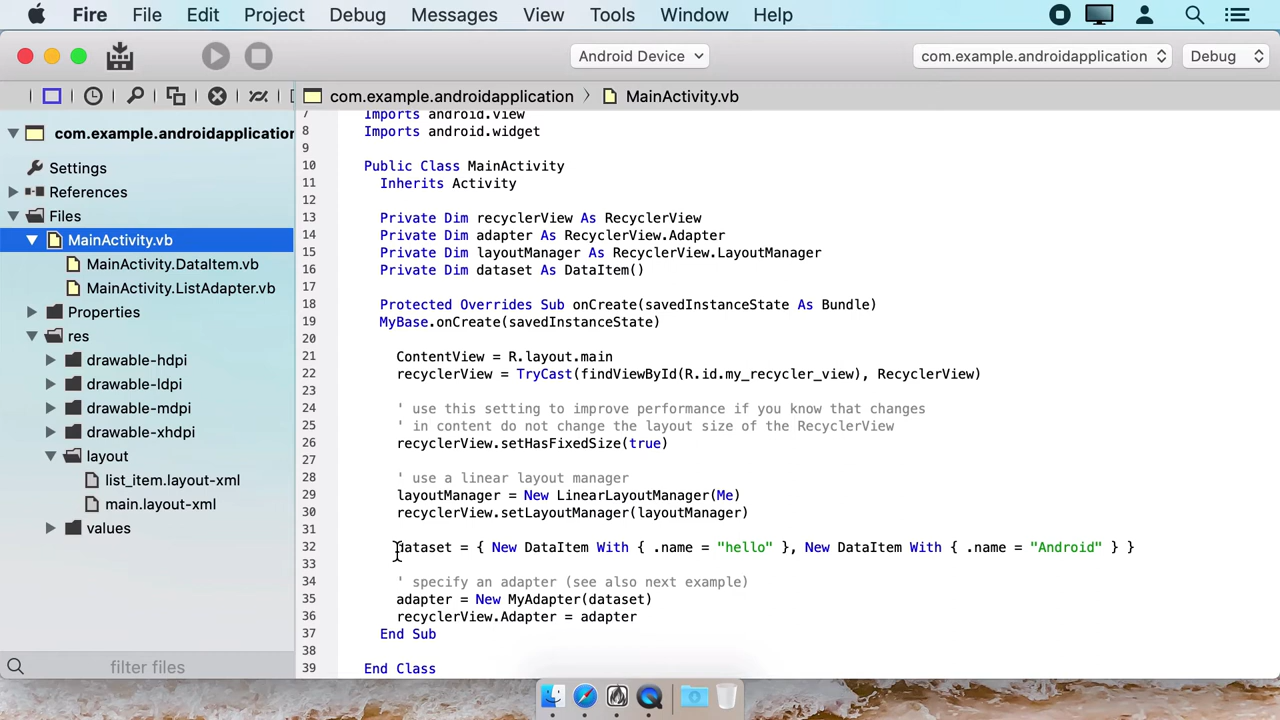 Fire File Edit Project Debug Messages View Tools Window Help
Android Device com.example.androidapplication Debug
com.example.androidapplication MainActivity.vb
com.example.androidapplication
Settings
References
Files
MainActivity.vb
MainActivity.DataItem.vb
MainActivity.ListAdapter.vb
Properties
res
drawable-hdpi
drawable-ldpi
drawable-mdpi
drawable-xhdpi
layout
list_item.layout-xml
main.layout-xml
values
filter files
7 Imports android.view
8 Imports android.widget
9
10 Public Class MainActivity
11 Inherits Activity
12
13 Private Dim recyclerView As RecyclerView
14 Private Dim adapter As RecyclerView.Adapter
15 Private Dim layoutManager As RecyclerView.LayoutManager
16 Private Dim dataset As DataItem()
17
18 Protected Overrides Sub onCreate(savedInstanceState As Bundle)
19 MyBase.onCreate(savedInstanceState)
20
21 ContentView = R.layout.main
22 recyclerView = TryCast(findViewById(R.id.my_recycler_view), RecyclerView)
23
24 ' use this setting to improve performance if you know that changes
25 ' in content do not change the layout size of the RecyclerView
26 recyclerView.setHasFixedSize(true)
27
28 ' use a linear layout manager
29 layoutManager = New LinearLayoutManager(Me)
30 recyclerView.setLayoutManager(layoutManager)
31
32 dataset = { New DataItem With { .name = "hello" }, New DataItem With { .name = "Android" } }
33
34 ' specify an adapter (see also next example)
35 adapter = New MyAdapter(dataset)
36 recyclerView.Adapter = adapter
37 End Sub
38
39 End Class